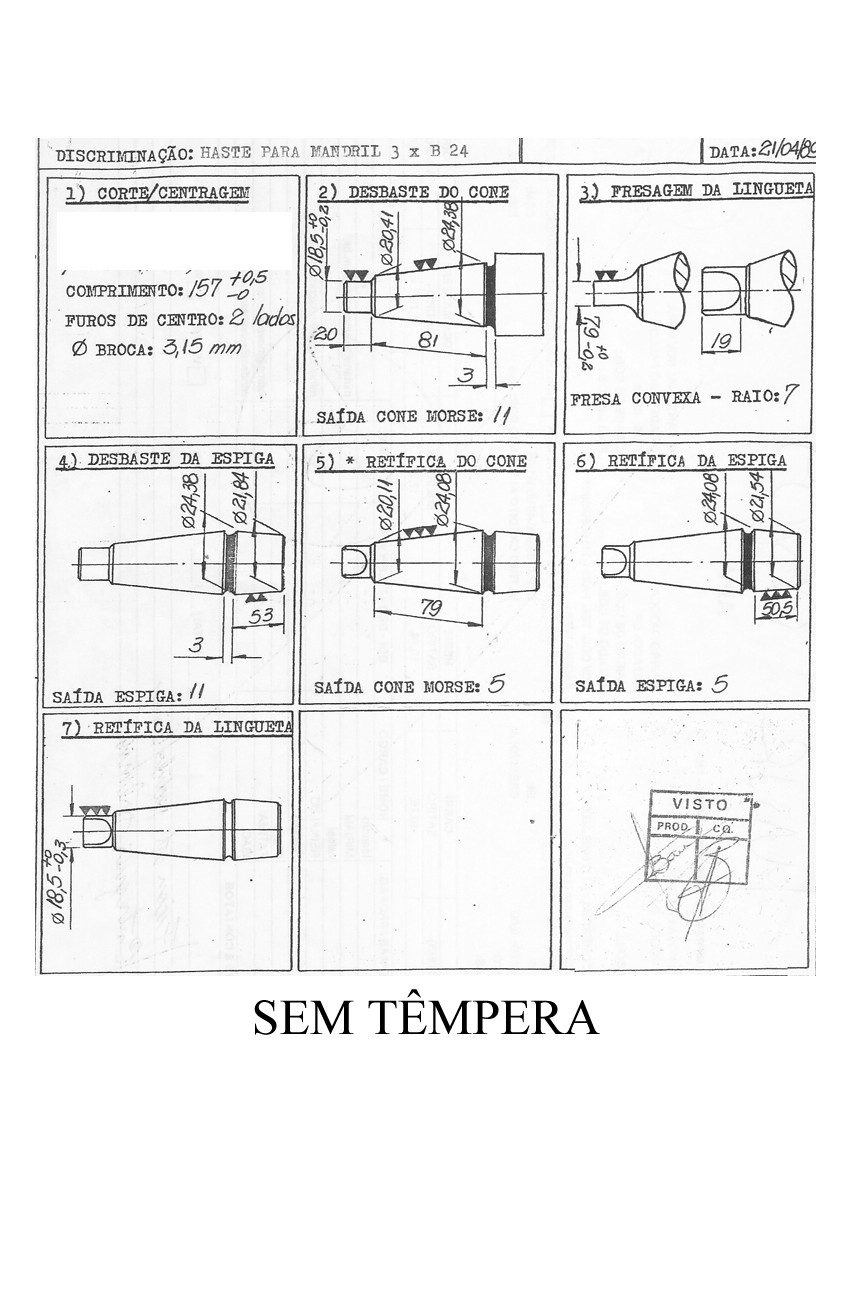 DISCRIMINAÇÃO: HASTE PARA MANDRIL 3 x B 24
DATA: 21/04/89
1) CORTE/CENTRAGEM
COMPRIMENTO: 157 +0,5 -0
FUROS DE CENTRO: 2 lados
Ø BROCA: 3,15 mm
2) DESBASTE DO CONE
Ø18,5 +0 -0,2
Ø20,41
Ø24,38
20
81
3
SAÍDA CONE MORSE: 11
3) FRESAGEM DA LINGUETA
7,9 +0 -0,2
19
FRESA CONVEXA - RAIO: 7
4) DESBASTE DA ESPIGA
Ø24,38
Ø21,84
53
3
SAÍDA ESPIGA: 11
5) * RETÍFICA DO CONE
Ø20,11
Ø24,08
79
SAÍDA CONE MORSE: 5
6) RETÍFICA DA ESPIGA
Ø24,08
Ø21,54
50,5
SAÍDA ESPIGA: 5
7) RETÍFICA DA LINGUETA
Ø18,5 +0 -0,3
VISTO
PROD. CQ.
SEM TÊMPERA